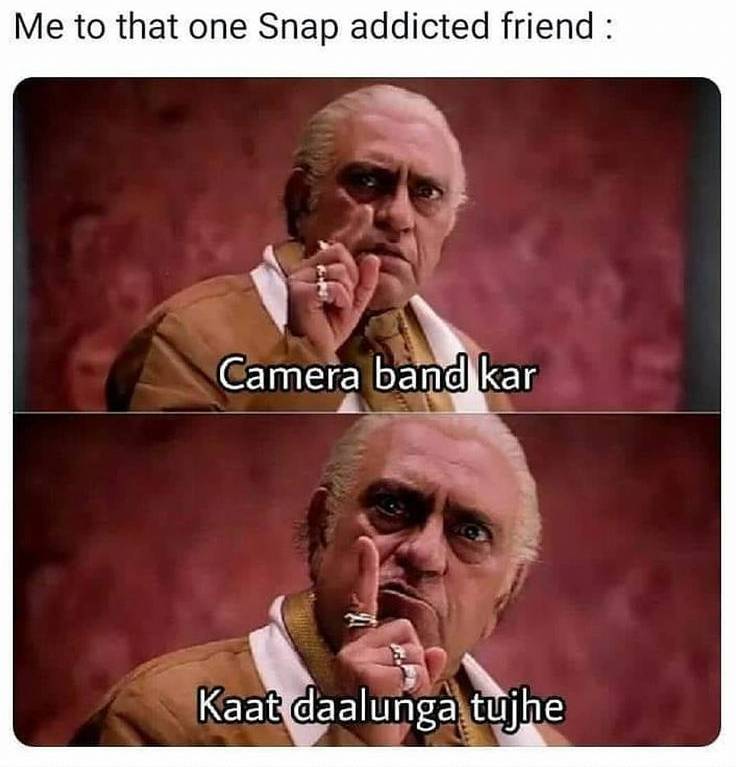 Me to that one Snap addicted friend :
Camera band kar
Kaat daalunga tujhe